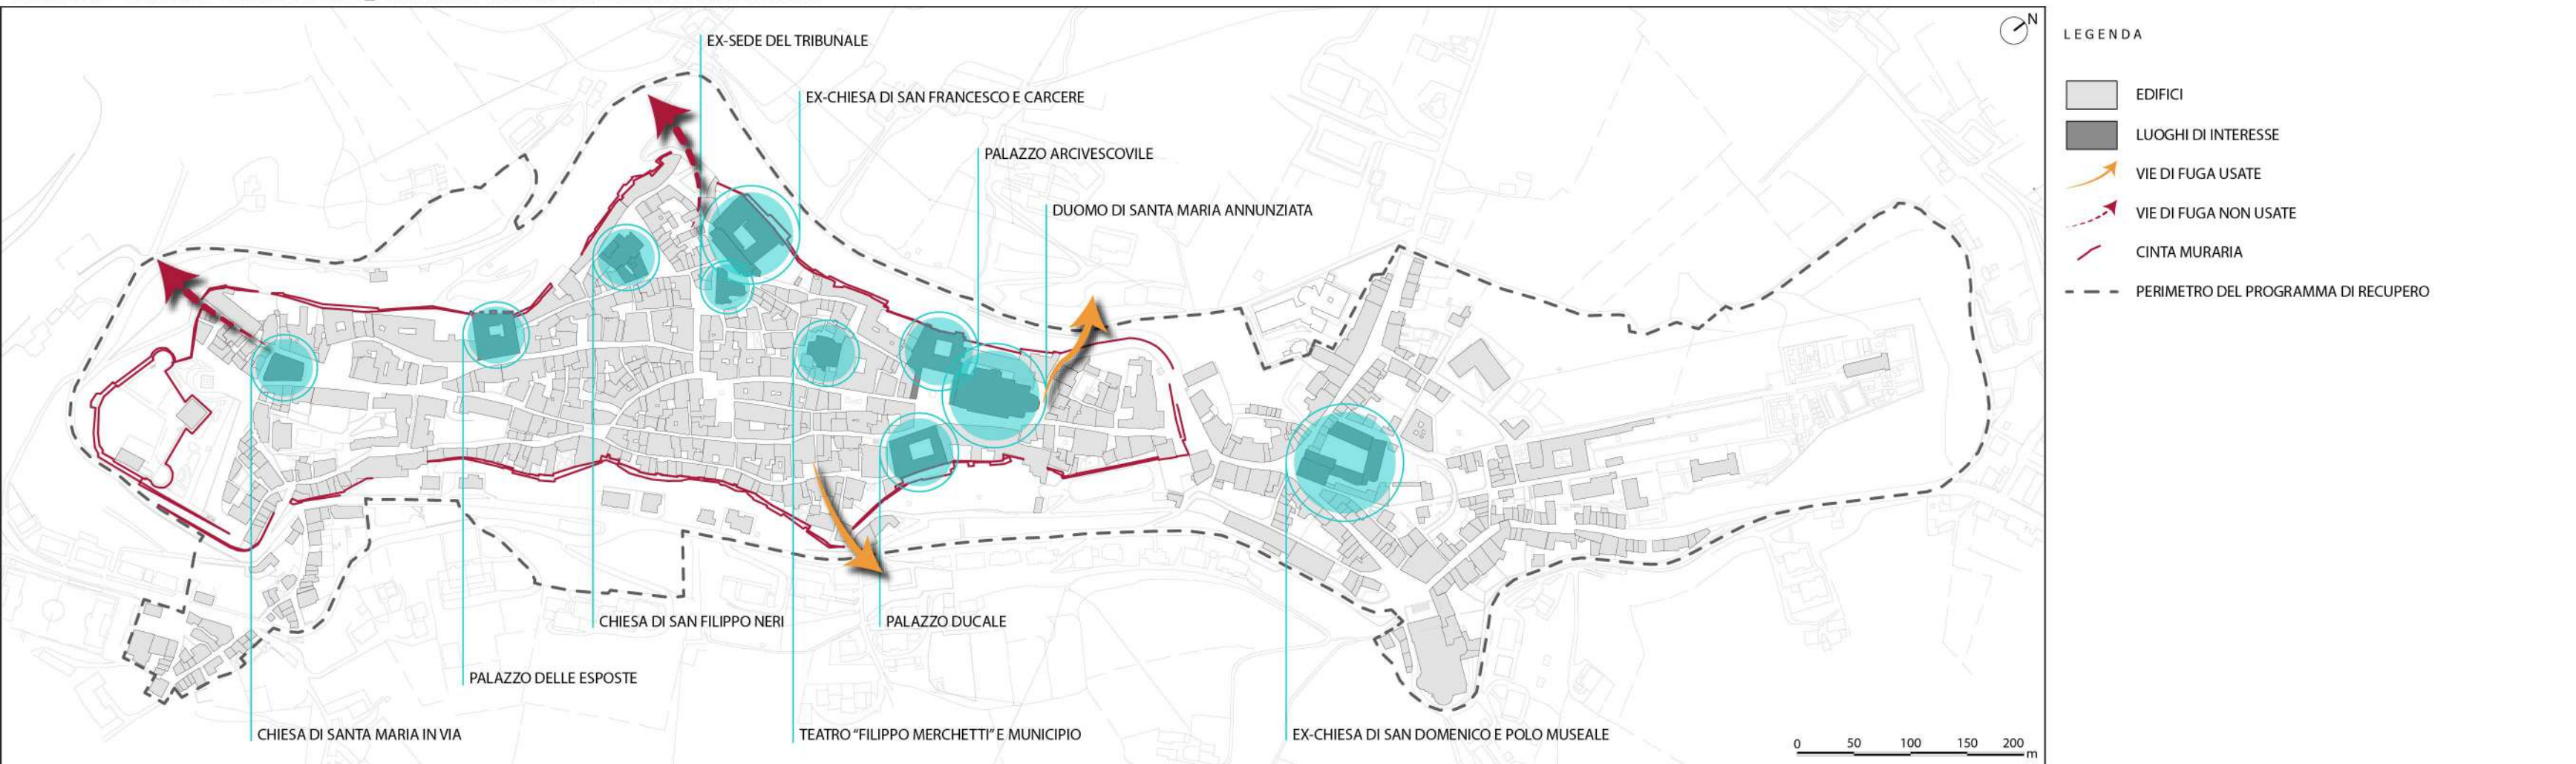 EX-SEDE DEL TRIBUNALE
EX-CHIESA DI SAN FRANCESCO E CARCERE
PALAZZO ARCIVESCOVILE
DUOMO DI SANTA MARIA ANNUNZIATA
CHIESA DI SAN FILIPPO NERI
PALAZZO DUCALE
PALAZZO DELLE ESPOSTE
CHIESA DI SANTA MARIA IN VIA
TEATRO "FILIPPO MERCHETTI" E MUNICIPIO
EX-CHIESA DI SAN DOMENICO E POLO MUSEALE
N
0 50 100 150 200 m
LEGENDA
EDIFICI
LUOGHI DI INTERESSE
VIE DI FUGA USATE
VIE DI FUGA NON USATE
CINTA MURARIA
PERIMETRO DEL PROGRAMMA DI RECUPERO